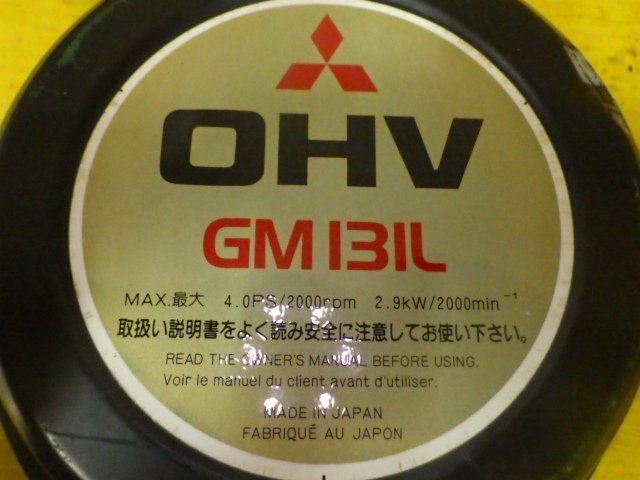 OHV
GM131L
MAX.最大 4.0PS/2000rpm 2.9kW/2000min⁻¹
取扱い説明書をよく読み安全に注意してお使い下さい。
READ THE OWNER'S MANUAL BEFORE USING.
Voir le manuel du client avant d'utiliser.
MADE IN JAPAN
FABRIQUÉ AU JAPON